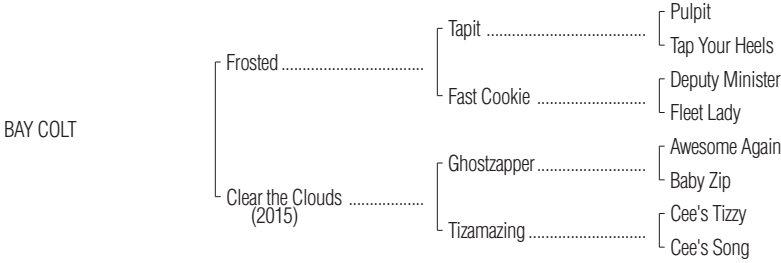 Pulpit
Tapit ....................................
Tap Your Heels
Frosted ................................
Deputy Minister
Fast Cookie ...........................
Fleet Lady
BAY COLT
Awesome Again
Ghostzapper ...........................
Baby Zip
Clear the Clouds .................
(2015)
Cee's Tizzy
Tizamazing ............................
Cee's Song